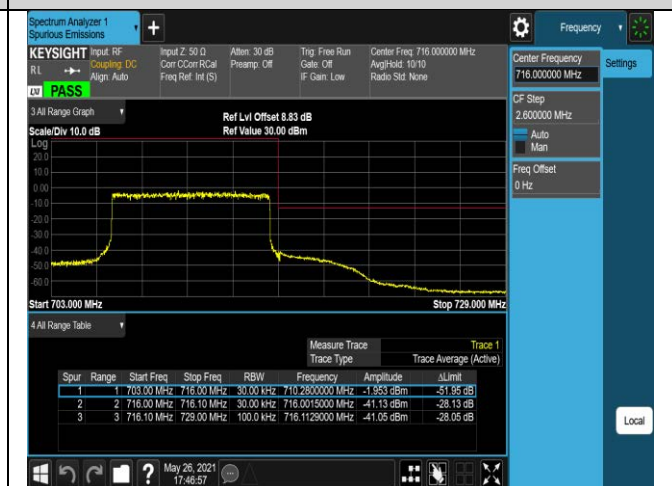 Spectrum Analyzer 1
Spurious Emissions
Frequency
KEYSIGHT Input: RF Input Z: 50 Ω Atten: 30 dB Trig: Free Run Center Freq: 716.000000 MHz
RL Coupling: DC Corr CCorr RCal Preamp: Off Gate: Off Avg|Hold: 10/10
Align: Auto Freq Ref: Int (S) IF Gain: Low Radio Std: None
LXI PASS
Center Frequency
716.000000 MHz
Settings
CF Step
2.600000 MHz
Auto
Man
Freq Offset
0 Hz
3 All Range Graph
Ref Lvl Offset 8.83 dB
Scale/Div 10.0 dB Ref Value 30.00 dBm
Log
20.0
10.0
0.00
-10.0
-20.0
-30.0
-40.0
-50.0
-60.0
Start 703.000 MHz Stop 729.000 MHz
4 All Range Table
Measure Trace Trace 1
Trace Type Trace Average (Active)
Spur Range Start Freq Stop Freq RBW Frequency Amplitude ΔLimit
1 1 703.00 MHz 716.00 MHz 30.00 kHz 710.2800000 MHz -1.953 dBm -51.95 dB
2 2 716.00 MHz 716.10 MHz 30.00 kHz 716.0015000 MHz -41.13 dBm -28.13 dB
3 3 716.10 MHz 729.00 MHz 100.0 kHz 716.1129000 MHz -41.05 dBm -28.05 dB
Local
May 26, 2021
17:46:57